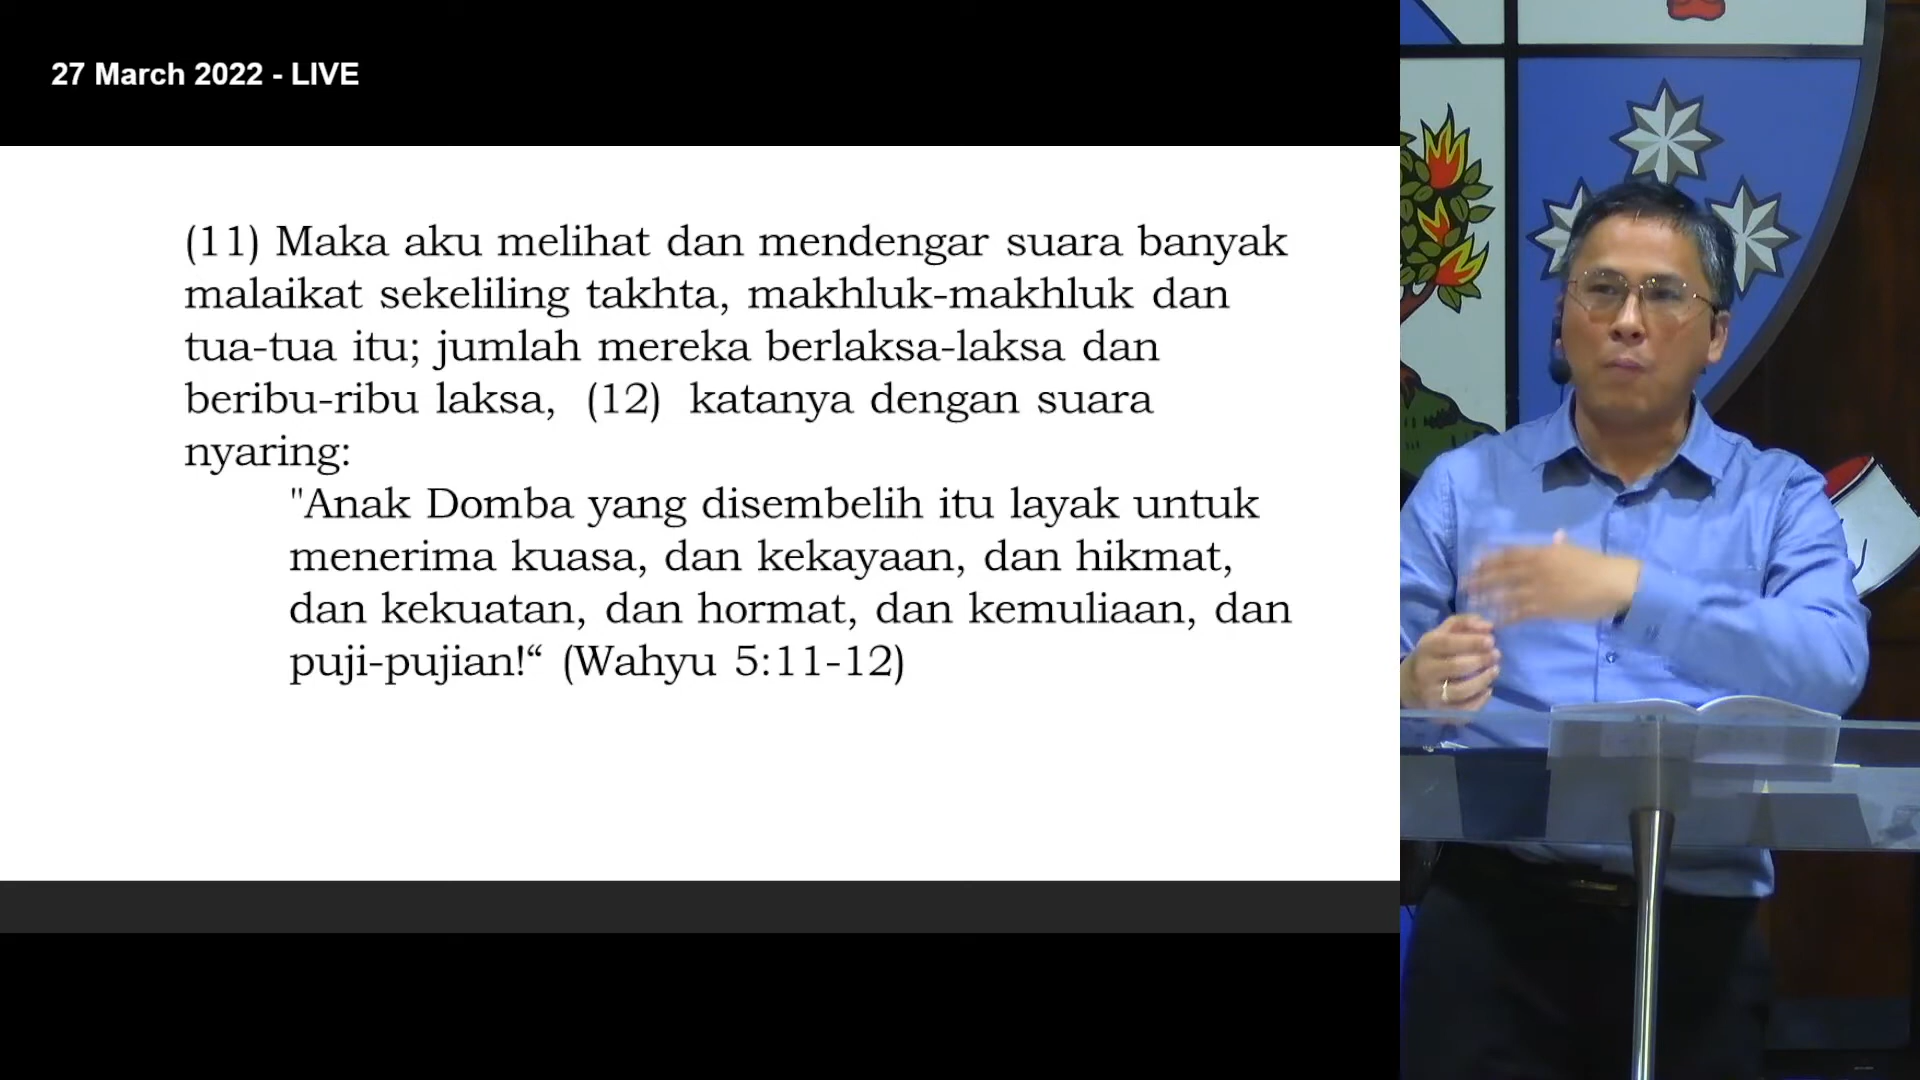 27 March 2022 - LIVE
(11) Maka aku melihat dan mendengar suara banyak
malaikat sekeliling takhta, makhluk-makhluk dan
tua-tua itu; jumlah mereka berlaksa-laksa dan
beribu-ribu laksa,  (12)  katanya dengan suara
nyaring:
"Anak Domba yang disembelih itu layak untuk
menerima kuasa, dan kekayaan, dan hikmat,
dan kekuatan, dan hormat, dan kemuliaan, dan
puji-pujian!“ (Wahyu 5:11-12)